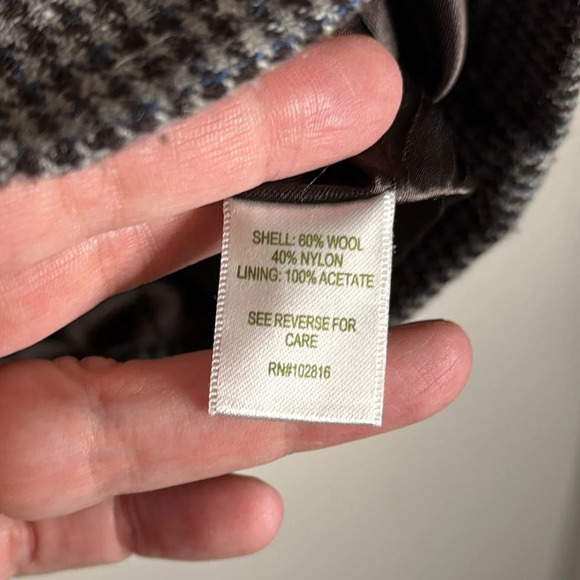 SHELL: 60% WOOL
40% NYLON
LINING: 100% ACETATE
SEE REVERSE FOR
CARE
RN#102816